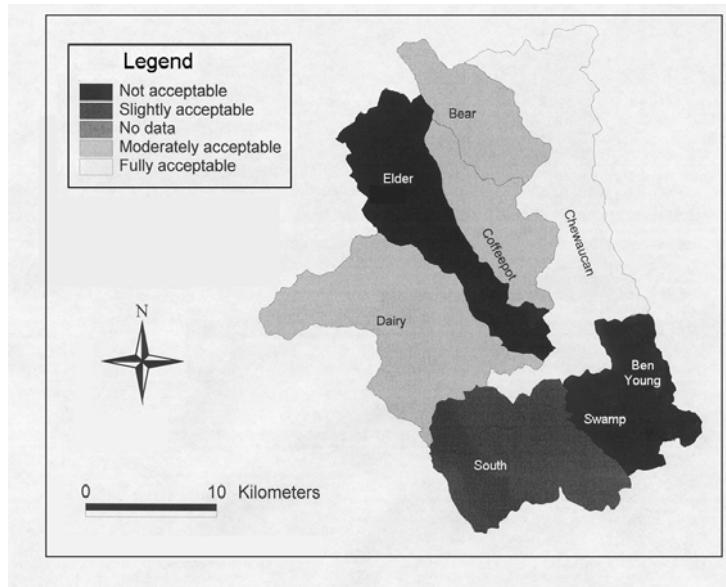 Legend
Not acceptable
Slightly acceptable
No data
Moderately acceptable
Fully acceptable
Bear
Elder
Coffeepot
Chewaucan
N
Dairy
Ben
Young
Swamp
South
0 10 Kilometers